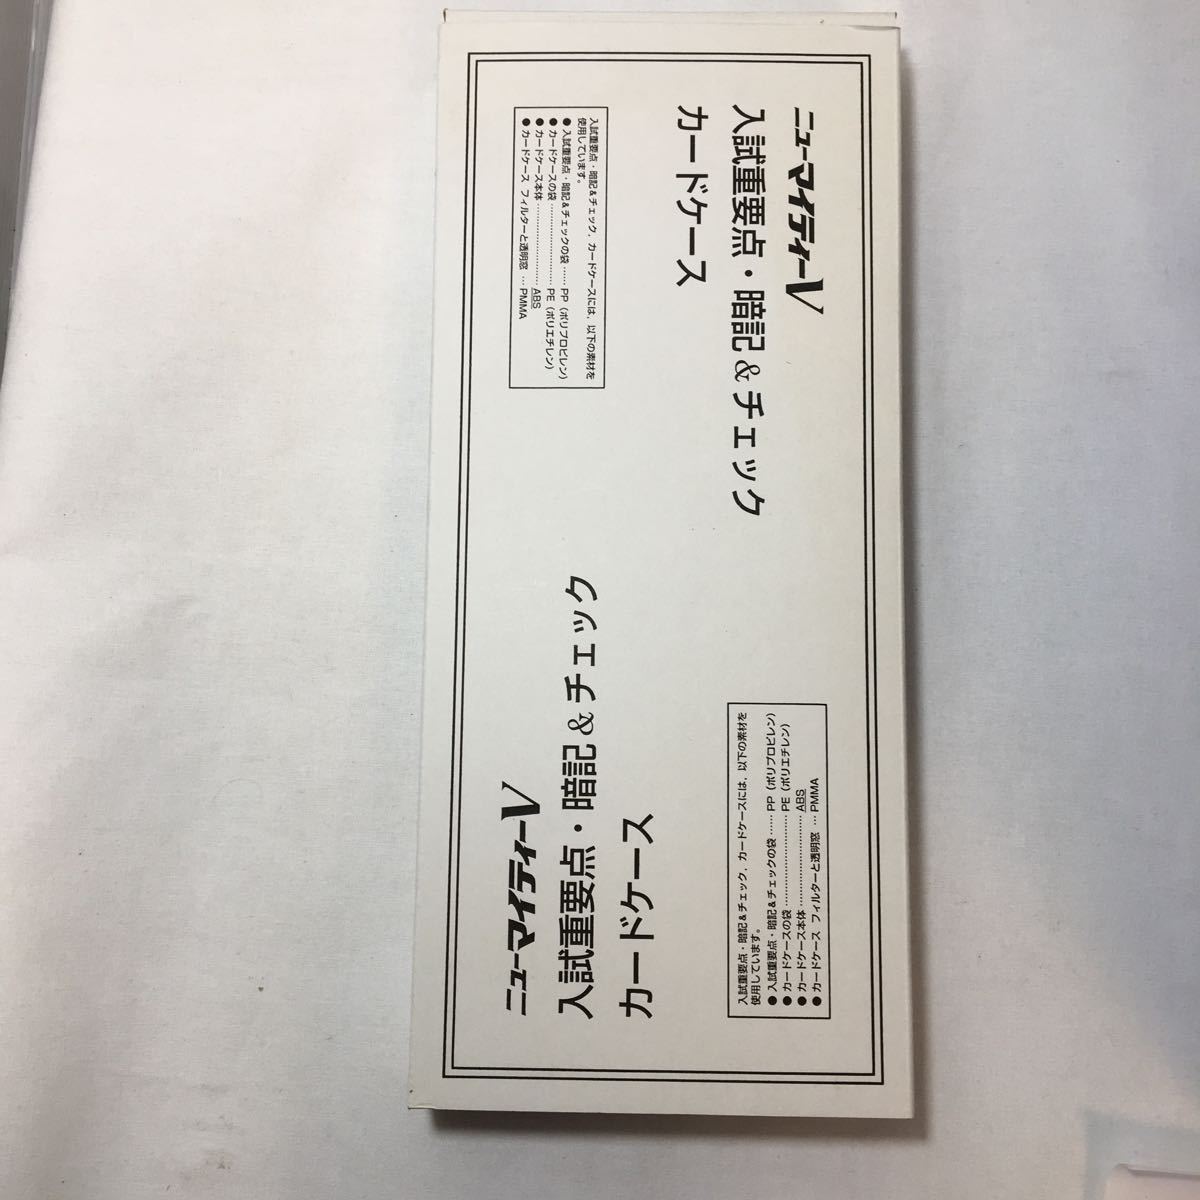 ニューマイティーV
入試重要点・暗記&チェック
カードケース
入試重要点・暗記&チェック、カードケースには、以下の素材を
使用しています。
●入試重要点・暗記&チェックの袋……PP(ポリプロピレン)
●カードケースの袋……………………PE(ポリエチレン)
●カードケース本体……………………ABS
●カードケース フィルターと透明窓…PMMA
ニューマイティーV
入試重要点・暗記&チェック
カードケース
入試重要点・暗記&チェック、カードケースには、以下の素材を
使用しています。
●入試重要点・暗記&チェックの袋……PP(ポリプロピレン)
●カードケースの袋……………………PE(ポリエチレン)
●カードケース本体……………………ABS
●カードケース フィルターと透明窓…PMMA